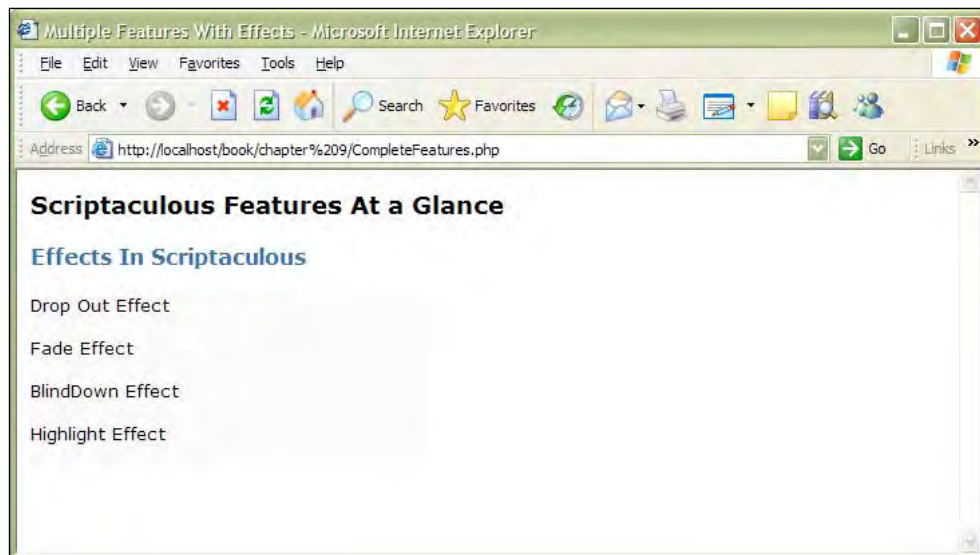 Multiple Features With Effects - Microsoft Internet Explorer
File Edit View Favorites Tools Help
Back Search Favorites
Address http://localhost/book/chapter%209/CompleteFeatures.php Go Links »
Scriptaculous Features At a Glance
Effects In Scriptaculous
Drop Out Effect
Fade Effect
BlindDown Effect
Highlight Effect